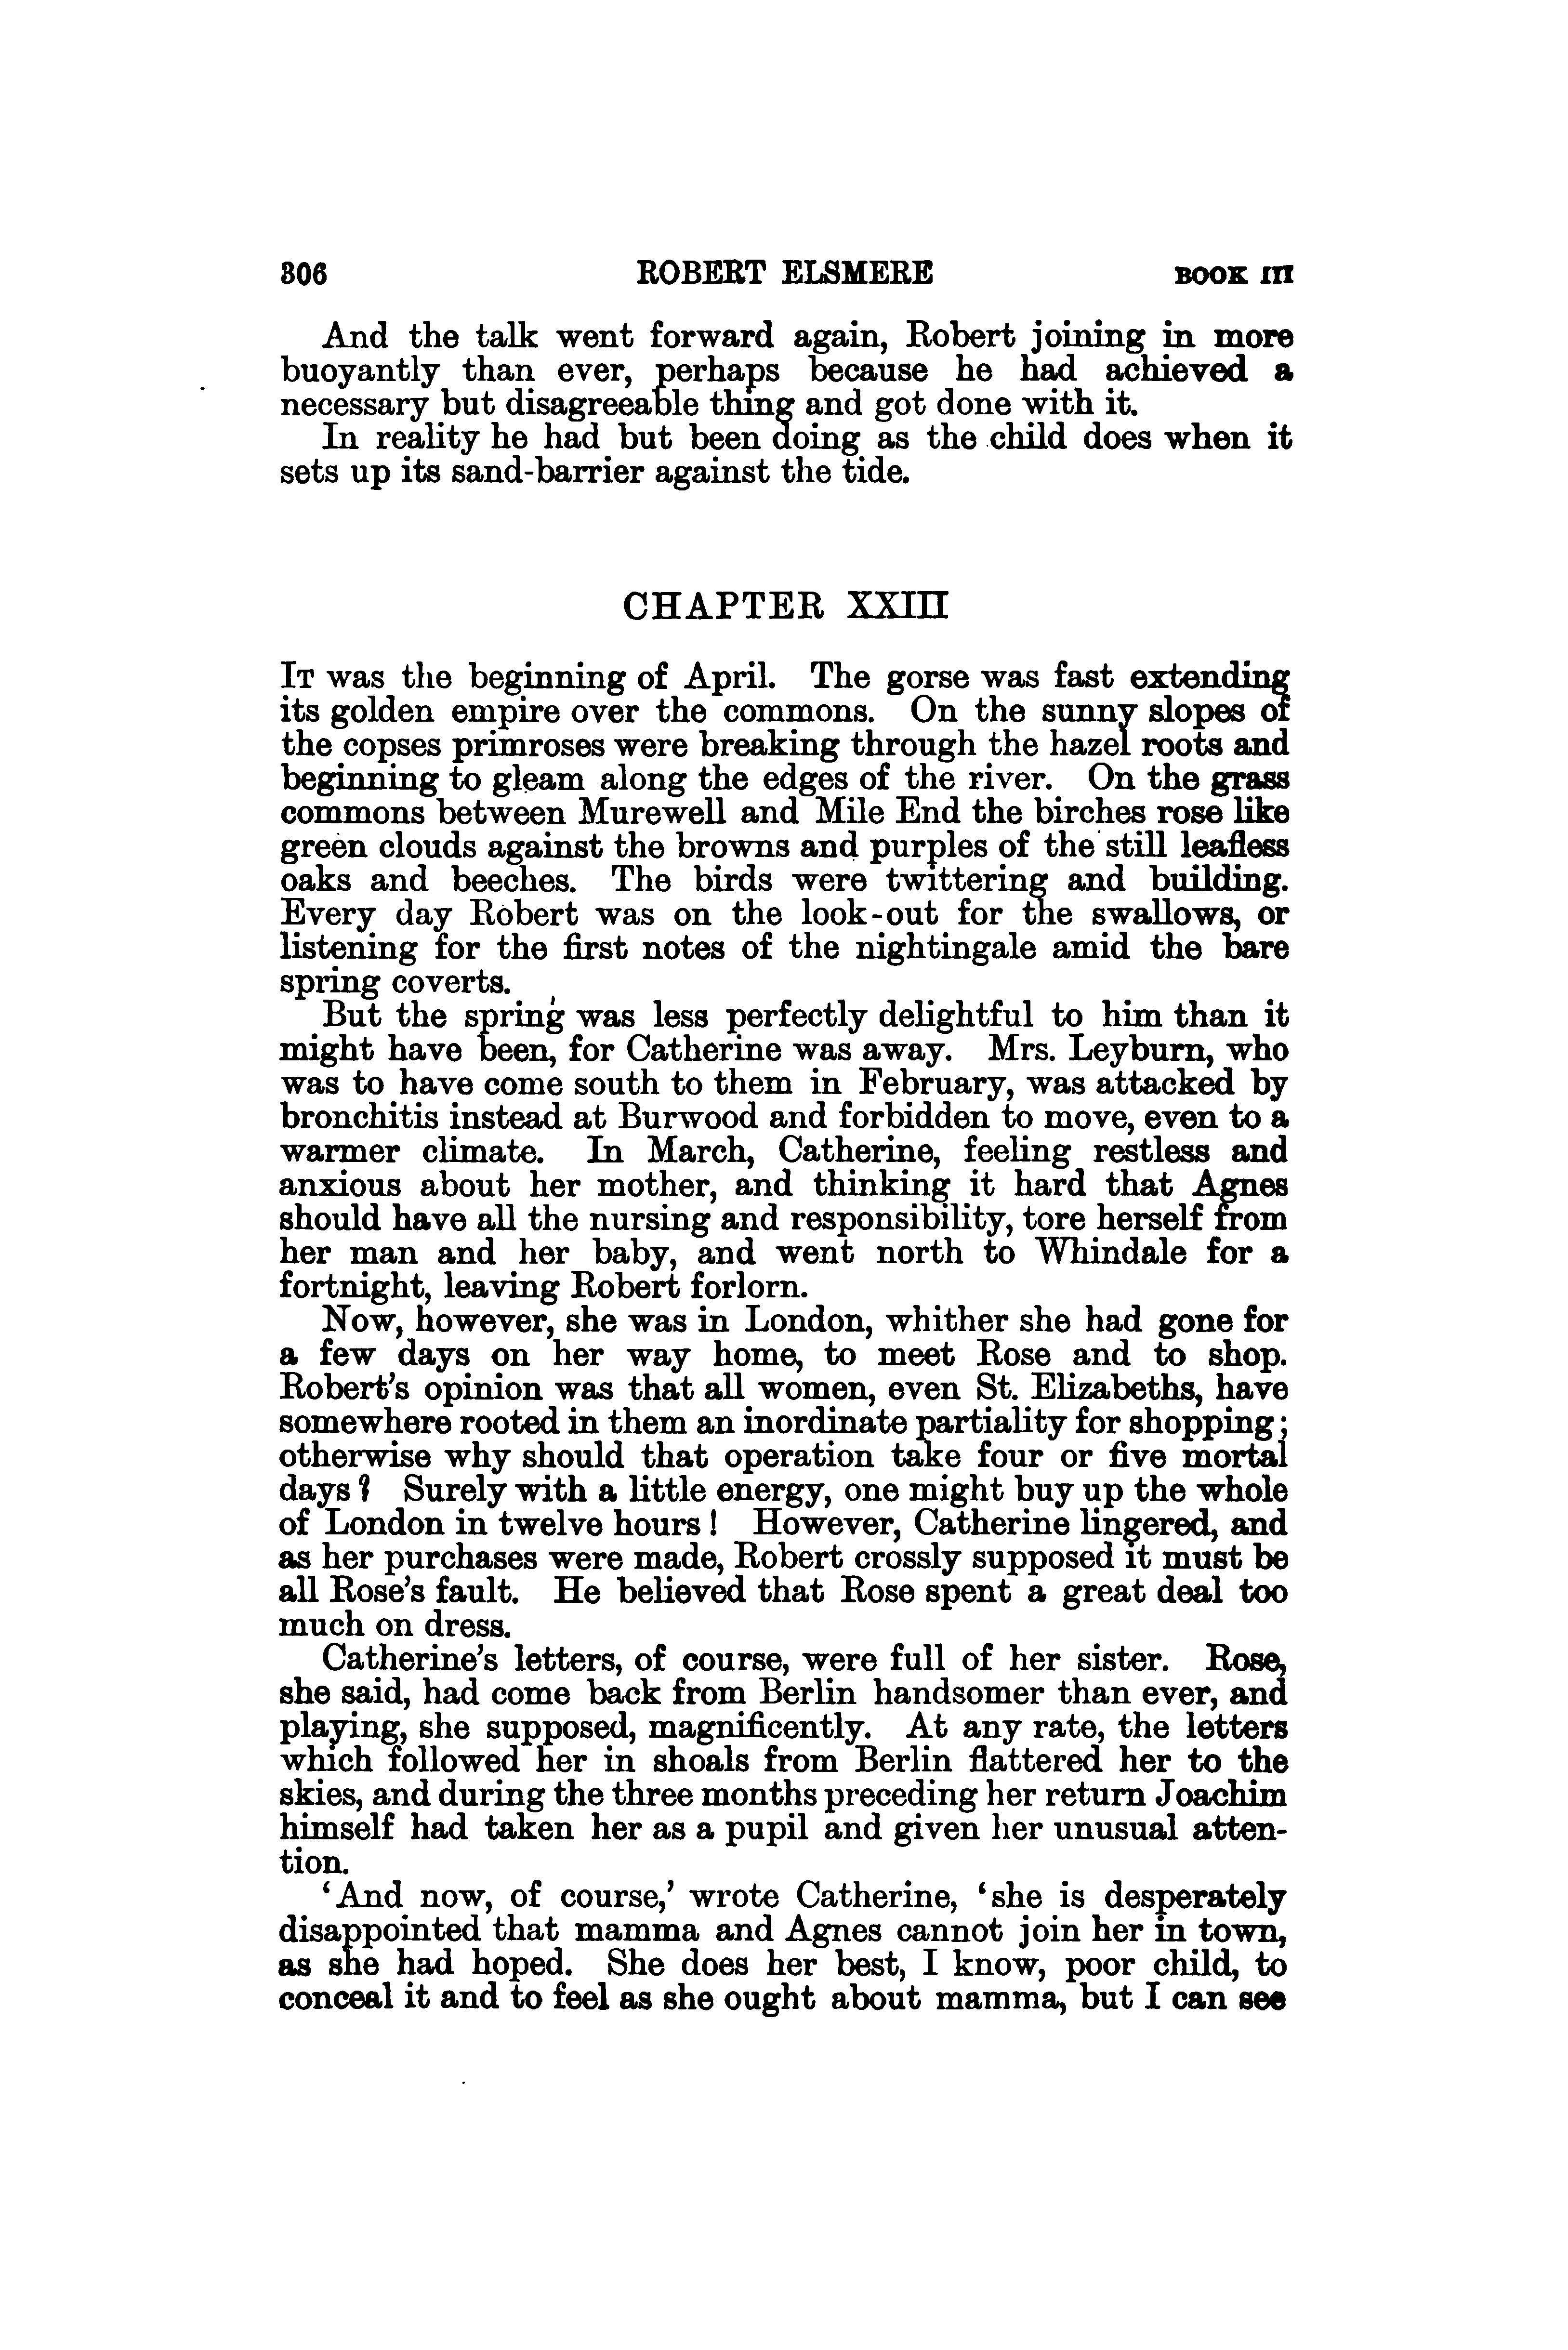 306 ROBERT ELSMERE BOOK III
And the talk went forward again, Robert joining in more
buoyantly than ever, perhaps because he had achieved a
necessary but disagreeable thing and got done with it.
In reality he had but been doing as the child does when it
sets up its sand-barrier against the tide.
CHAPTER XXIII
IT was the beginning of April. The gorse was fast extending
its golden empire over the commons. On the sunny slopes of
the copses primroses were breaking through the hazel roots and
beginning to gleam along the edges of the river. On the grass
commons between Murewell and Mile End the birches rose like
green clouds against the browns and purples of the still leafless
oaks and beeches. The birds were twittering and building.
Every day Robert was on the look-out for the swallows, or
listening for the first notes of the nightingale amid the bare
spring coverts.
But the spring was less perfectly delightful to him than it
might have been, for Catherine was away. Mrs. Leyburn, who
was to have come south to them in February, was attacked by
bronchitis instead at Burwood and forbidden to move, even to a
warmer climate. In March, Catherine, feeling restless and
anxious about her mother, and thinking it hard that Agnes
should have all the nursing and responsibility, tore herself from
her man and her baby, and went north to Whindale for a
fortnight, leaving Robert forlorn.
Now, however, she was in London, whither she had gone for
a few days on her way home, to meet Rose and to shop.
Robert's opinion was that all women, even St. Elizabeths, have
somewhere rooted in them an inordinate partiality for shopping;
otherwise why should that operation take four or five mortal
days? Surely with a little energy, one might buy up the whole
of London in twelve hours! However, Catherine lingered, and
as her purchases were made, Robert crossly supposed it must be
all Rose's fault. He believed that Rose spent a great deal too
much on dress.
Catherine's letters, of course, were full of her sister. Rose,
she said, had come back from Berlin handsomer than ever, and
playing, she supposed, magnificently. At any rate, the letters
which followed her in shoals from Berlin flattered her to the
skies, and during the three months preceding her return Joachim
himself had taken her as a pupil and given her unusual atten-
tion.
'And now, of course,' wrote Catherine, 'she is desperately
disappointed that mamma and Agnes cannot join her in town,
as she had hoped. She does her best, I know, poor child, to
conceal it and to feel as she ought about mamma, but I can see